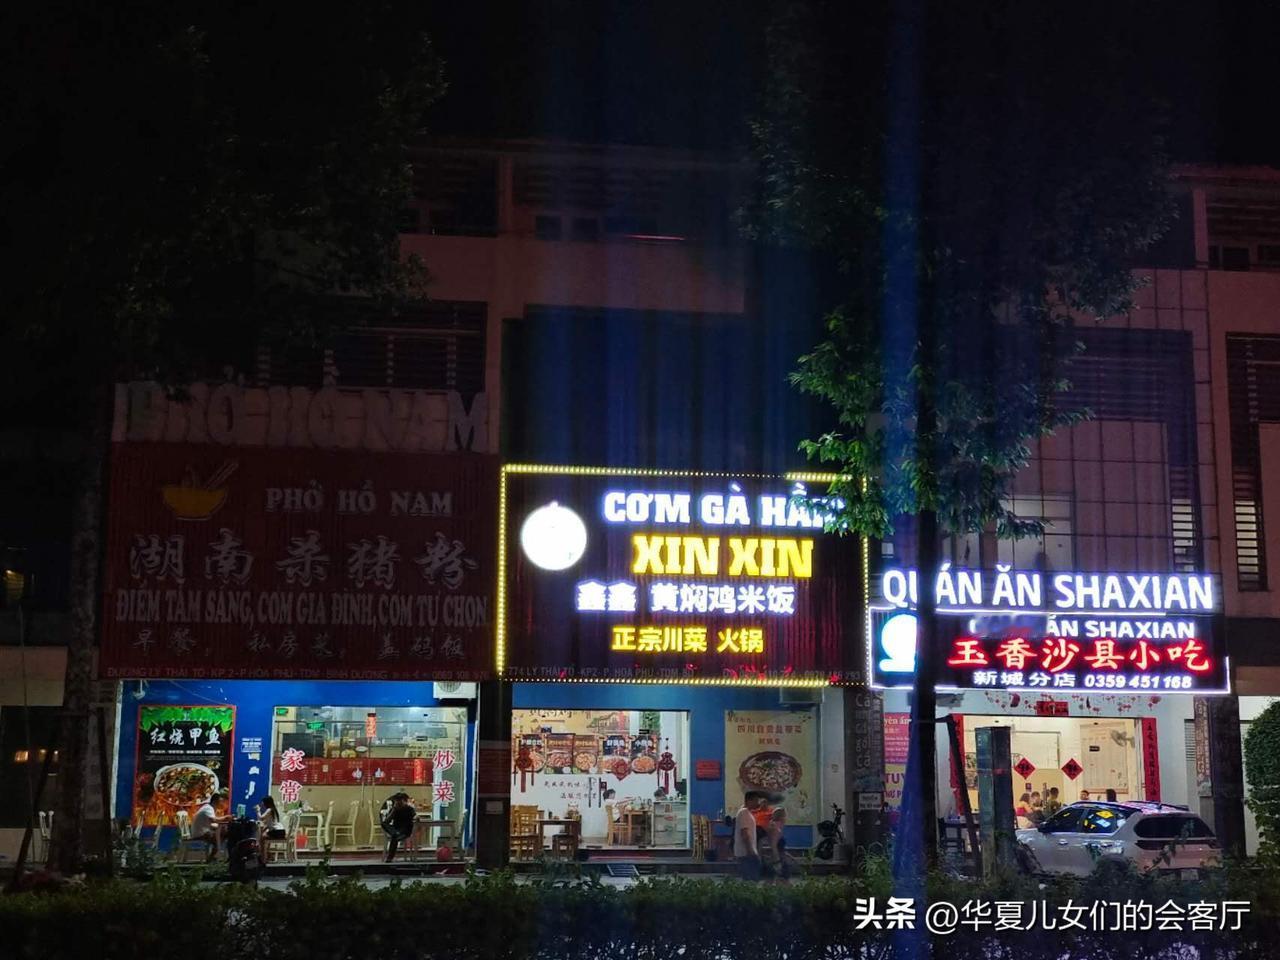 PHỞ HỒ NAM
PHỞ HỒ NAM
湖南杀猪粉
ĐIỂM TÂM SÁNG, CƠM GIA ĐÌNH, CƠM TỰ CHỌN
早餐，私房菜，盖码饭
CƠM GÀ
XIN XIN
鑫鑫 黄焖鸡米饭
正宗川菜 火锅
QUÁN ĂN SHAXIAN
ĂN SHAXIAN
玉香沙县小吃
新城分店 0359 451 168
红烧甲鱼
家常
炒菜
头条 @华夏儿女们的会客厅